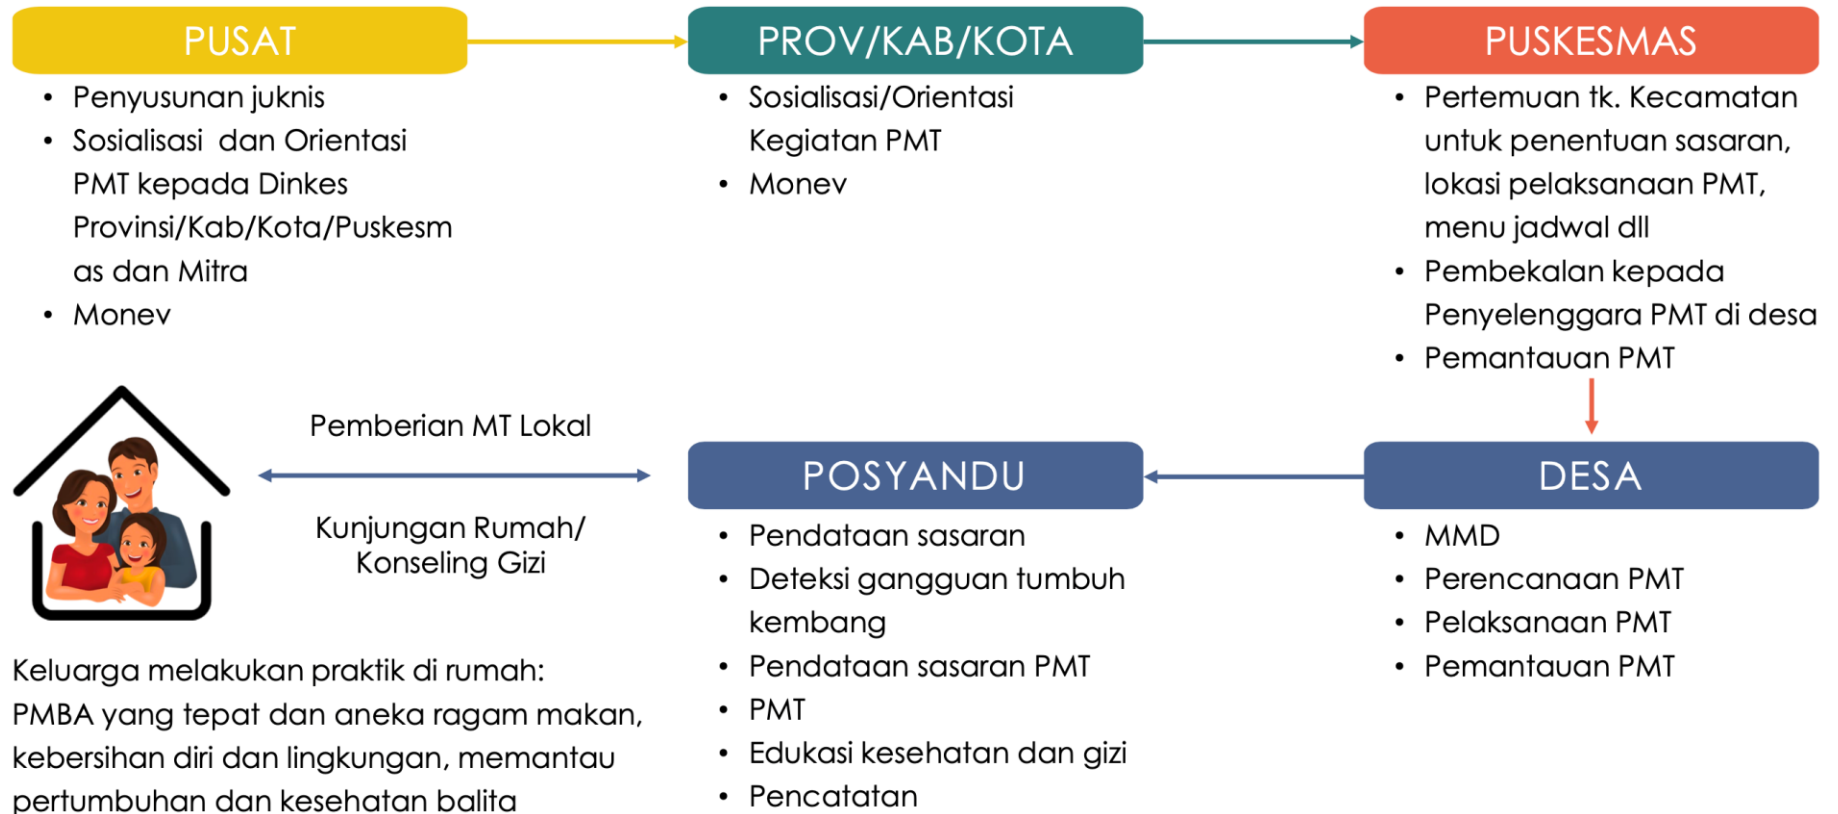 PUSAT
• Penyusunan juknis
• Sosialisasi dan Orientasi
PMT kepada Dinkes
Provinsi/Kab/Kota/Puskesm
as dan Mitra
• Monev
PROV/KAB/KOTA
• Sosialisasi/Orientasi
Kegiatan PMT
• Monev
PUSKESMAS
• Pertemuan tk. Kecamatan
untuk penentuan sasaran,
lokasi pelaksanaan PMT,
menu jadwal dll
• Pembekalan kepada
Penyelenggara PMT di desa
• Pemantauan PMT
DESA
• MMD
• Perencanaan PMT
• Pelaksanaan PMT
• Pemantauan PMT
POSYANDU
• Pendataan sasaran
• Deteksi gangguan tumbuh
kembang
• Pendataan sasaran PMT
• PMT
• Edukasi kesehatan dan gizi
• Pencatatan
Pemberian MT Lokal
Kunjungan Rumah/
Konseling Gizi
Keluarga melakukan praktik di rumah:
PMBA yang tepat dan aneka ragam makan,
kebersihan diri dan lingkungan, memantau
pertumbuhan dan kesehatan balita